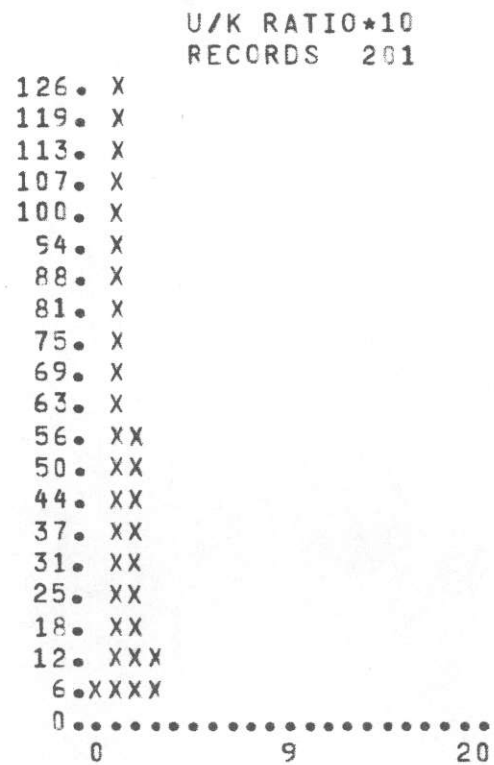 U/K RATIO*10
RECORDS 201
126. X
119. X
113. X
107. X
100. X
94. X
88. X
81. X
75. X
69. X
63. X
56. XX
50. XX
44. XX
37. XX
31. XX
25. XX
18. XX
12. XXX
6.XXXX
0.....................
0 9 20